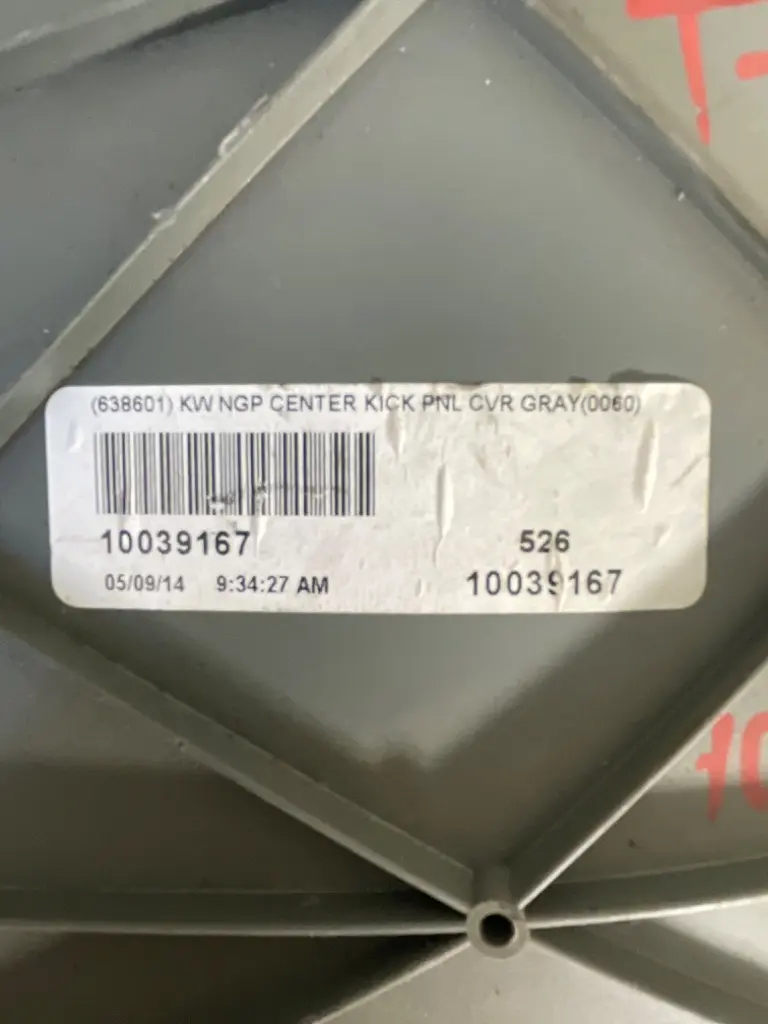 (638601) KW NGP CENTER KICK PNL CVR GRAY(0060)
10039167
526
05/09/14 9:34:27 AM
10039167
10